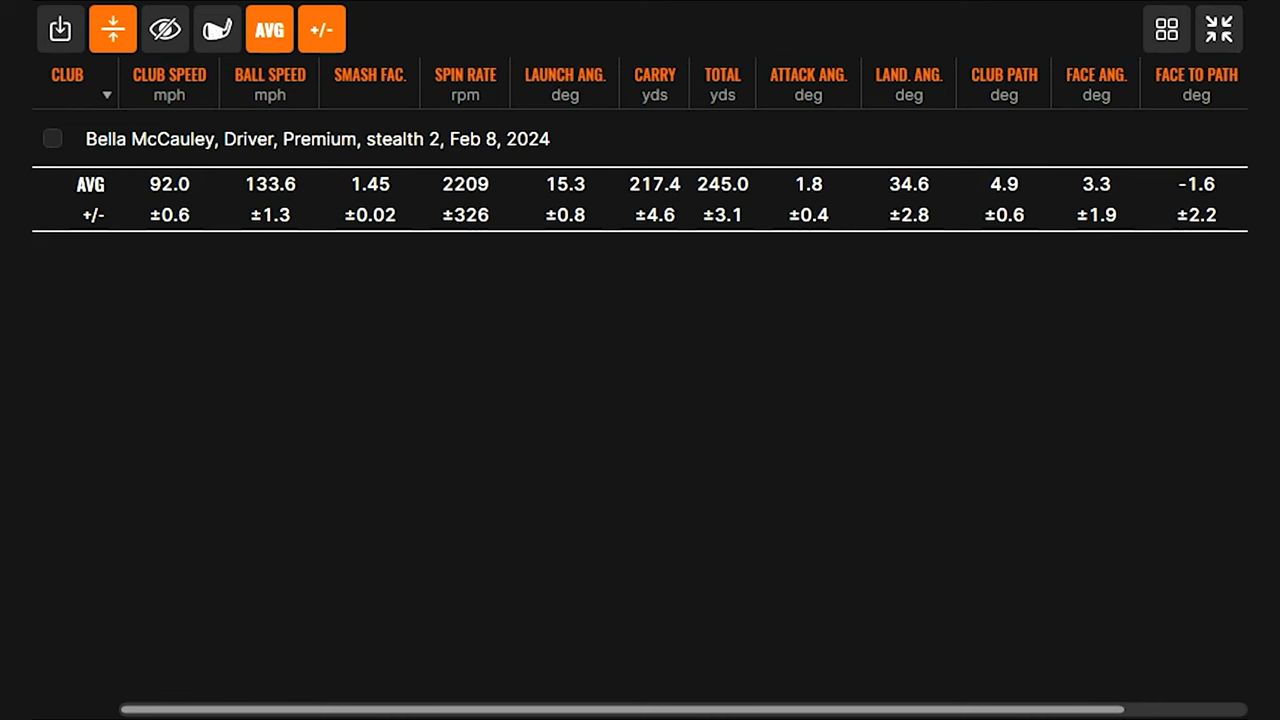 AVG +/-
CLUB CLUB SPEED BALL SPEED SMASH FAC. SPIN RATE LAUNCH ANG. CARRY TOTAL ATTACK ANG. LAND. ANG. CLUB PATH FACE ANG. FACE TO PATH
mph mph rpm deg yds yds deg deg deg deg deg
Bella McCauley, Driver, Premium, stealth 2, Feb 8, 2024
AVG 92.0 133.6 1.45 2209 15.3 217.4 245.0 1.8 34.6 4.9 3.3 -1.6
+/- ±0.6 ±1.3 ±0.02 ±326 ±0.8 ±4.6 ±3.1 ±0.4 ±2.8 ±0.6 ±1.9 ±2.2